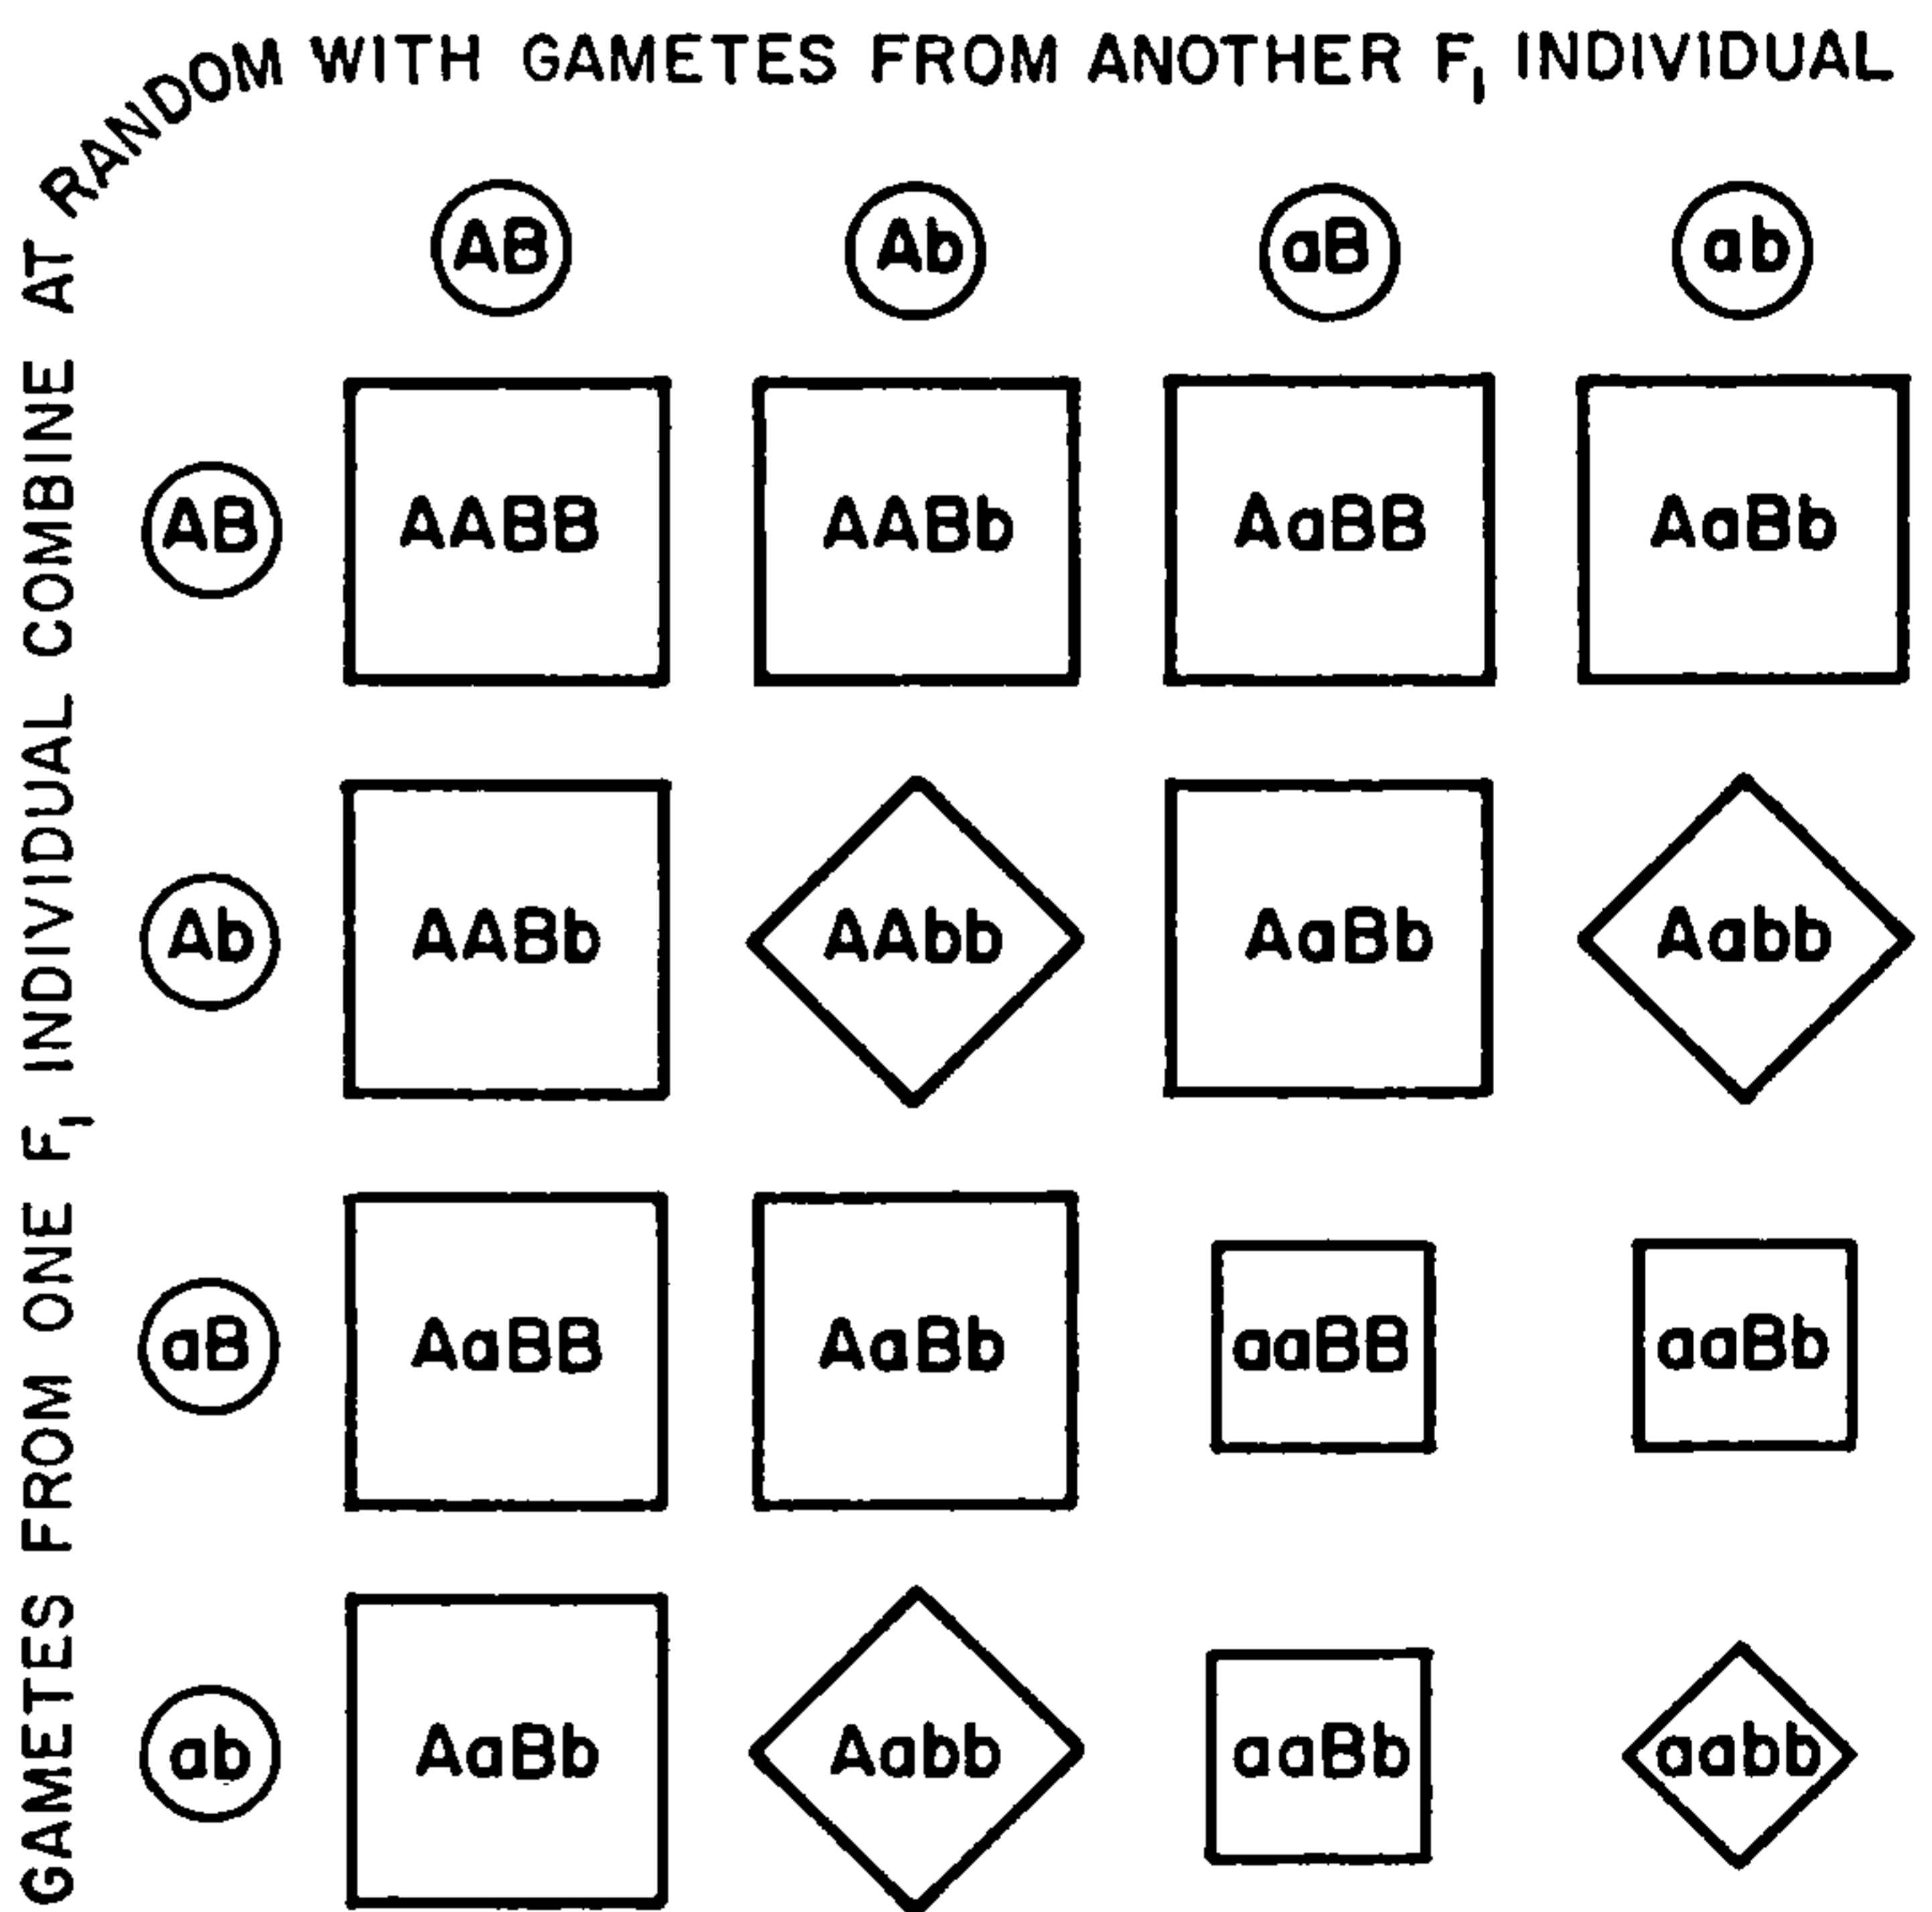 GAMETES FROM ONE F₁ INDIVIDUAL COMBINE AT RANDOM WITH GAMETES FROM ANOTHER F₁ INDIVIDUAL
AB Ab aB ab
AB AABB AABb AaBB AaBb
Ab AABb AAbb AaBb Aabb
aB AaBB AaBb aaBB aaBb
ab AaBb Aabb aaBb aabb